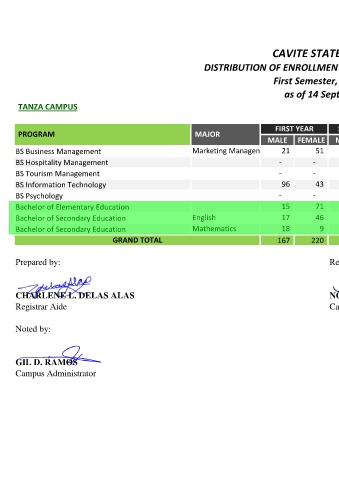 CAVITE STATE
DISTRIBUTION OF ENROLLMEN
First Semester,
as of 14 Sept
TANZA CAMPUS
PROGRAM MAJOR FIRST YEAR
MALE FEMALE M
BS Business Management Marketing Managen 21 51
BS Hospitality Management - -
BS Tourism Management - -
BS Information Technology 96 43
BS Psychology - -
Bachelor of Elementary Education 15 71
Bachelor of Secondary Education English 17 46
Bachelor of Secondary Education Mathematics 18 9
GRAND TOTAL 167 220
Prepared by: Re
CHARLENE L. DELAS ALAS NO
Registrar Aide Ca
Noted by:
GIL D. RAMOS
Campus Administrator